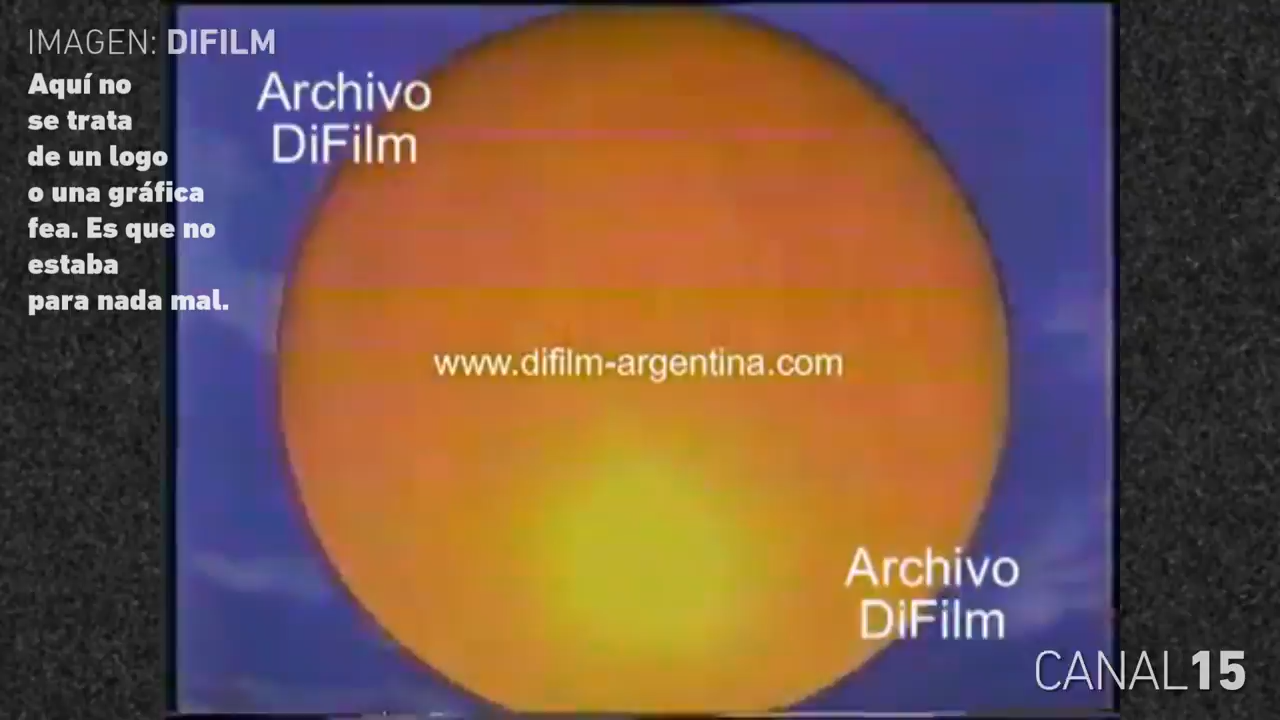 IMAGEN: DIFILM
Aquí no
se trata
de un logo
o una gráfica
fea. Es que no
estaba
para nada mal.
Archivo
DiFilm
www.difilm-argentina.com
Archivo
DiFilm
CANAL15